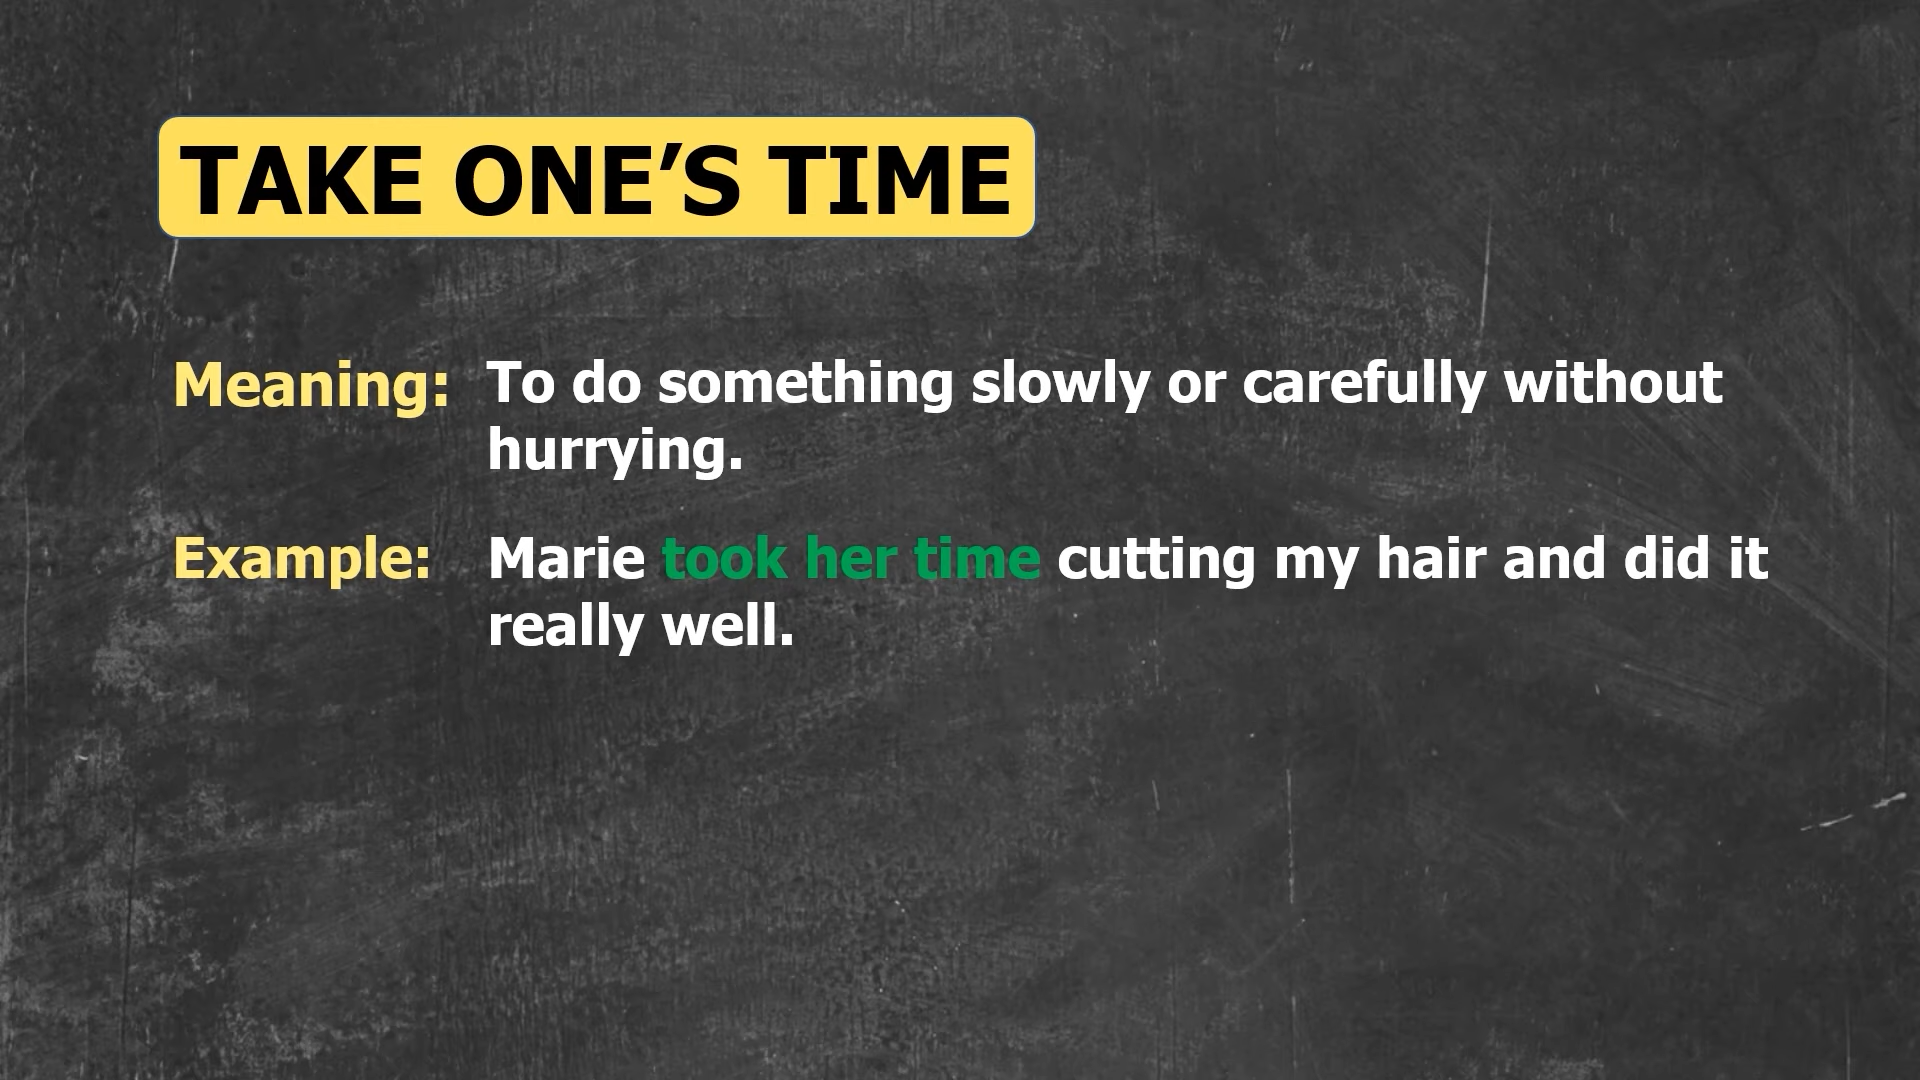 TAKE ONE’S TIME
Meaning: To do something slowly or carefully without
hurrying.
Example: Marie took her time cutting my hair and did it
really well.